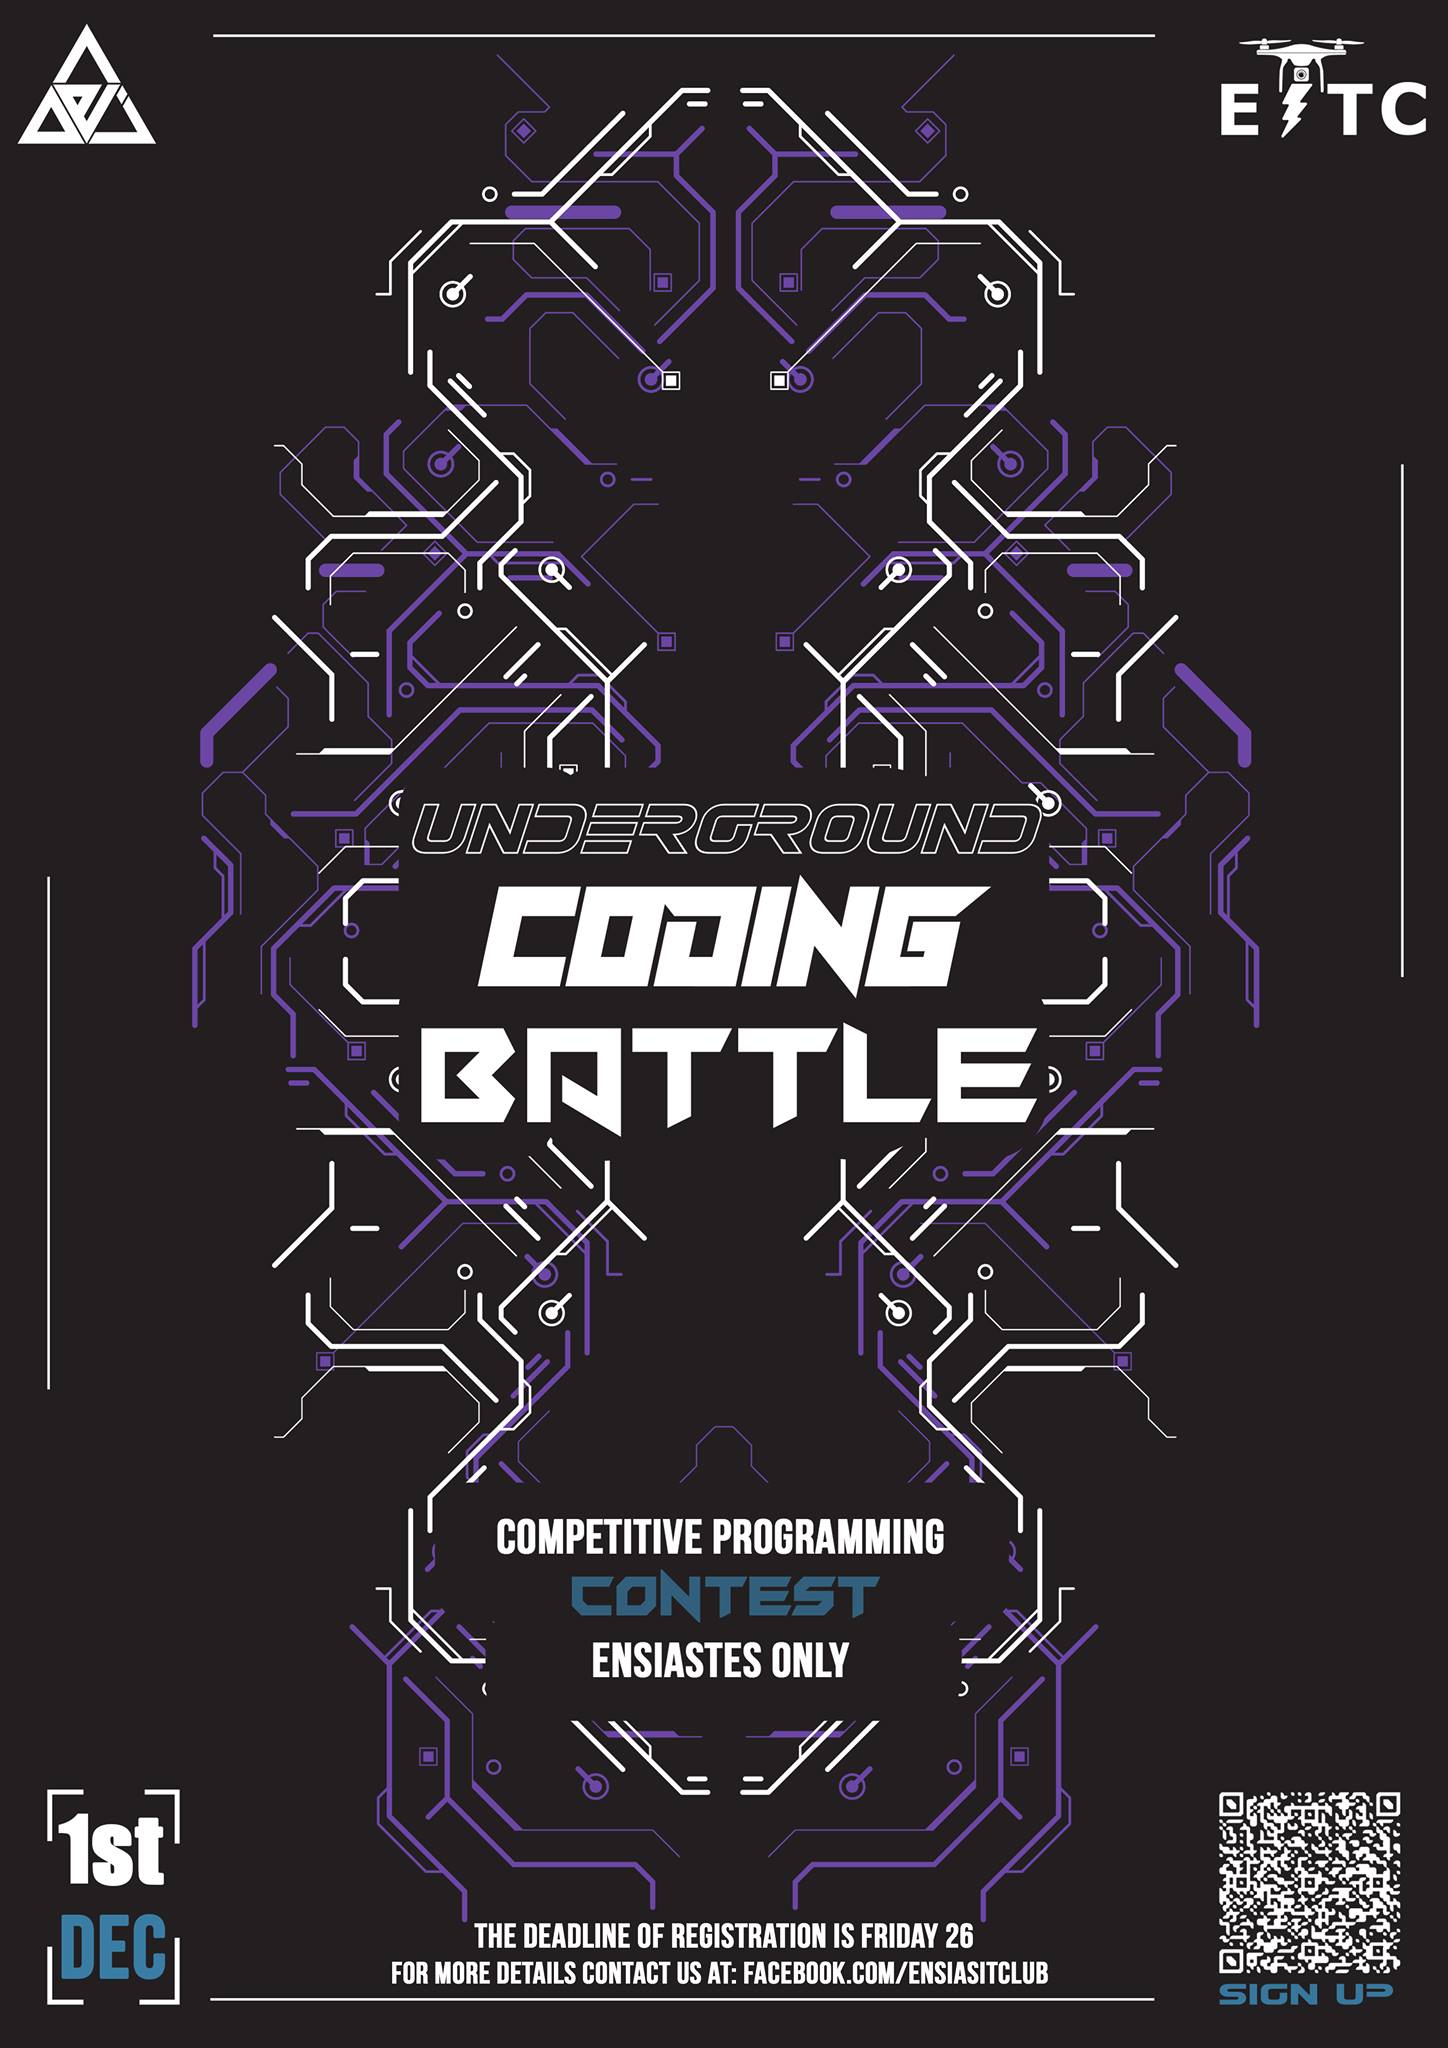 E TC
UNDERGROUND
CODING
BATTLE
COMPETITIVE PROGRAMMING
CONTEST
ENSIASTES ONLY
1st
DEC
THE DEADLINE OF REGISTRATION IS FRIDAY 26
FOR MORE DETAILS CONTACT US AT: FACEBOOK.COM/ENSIASITCLUB
SIGN UP